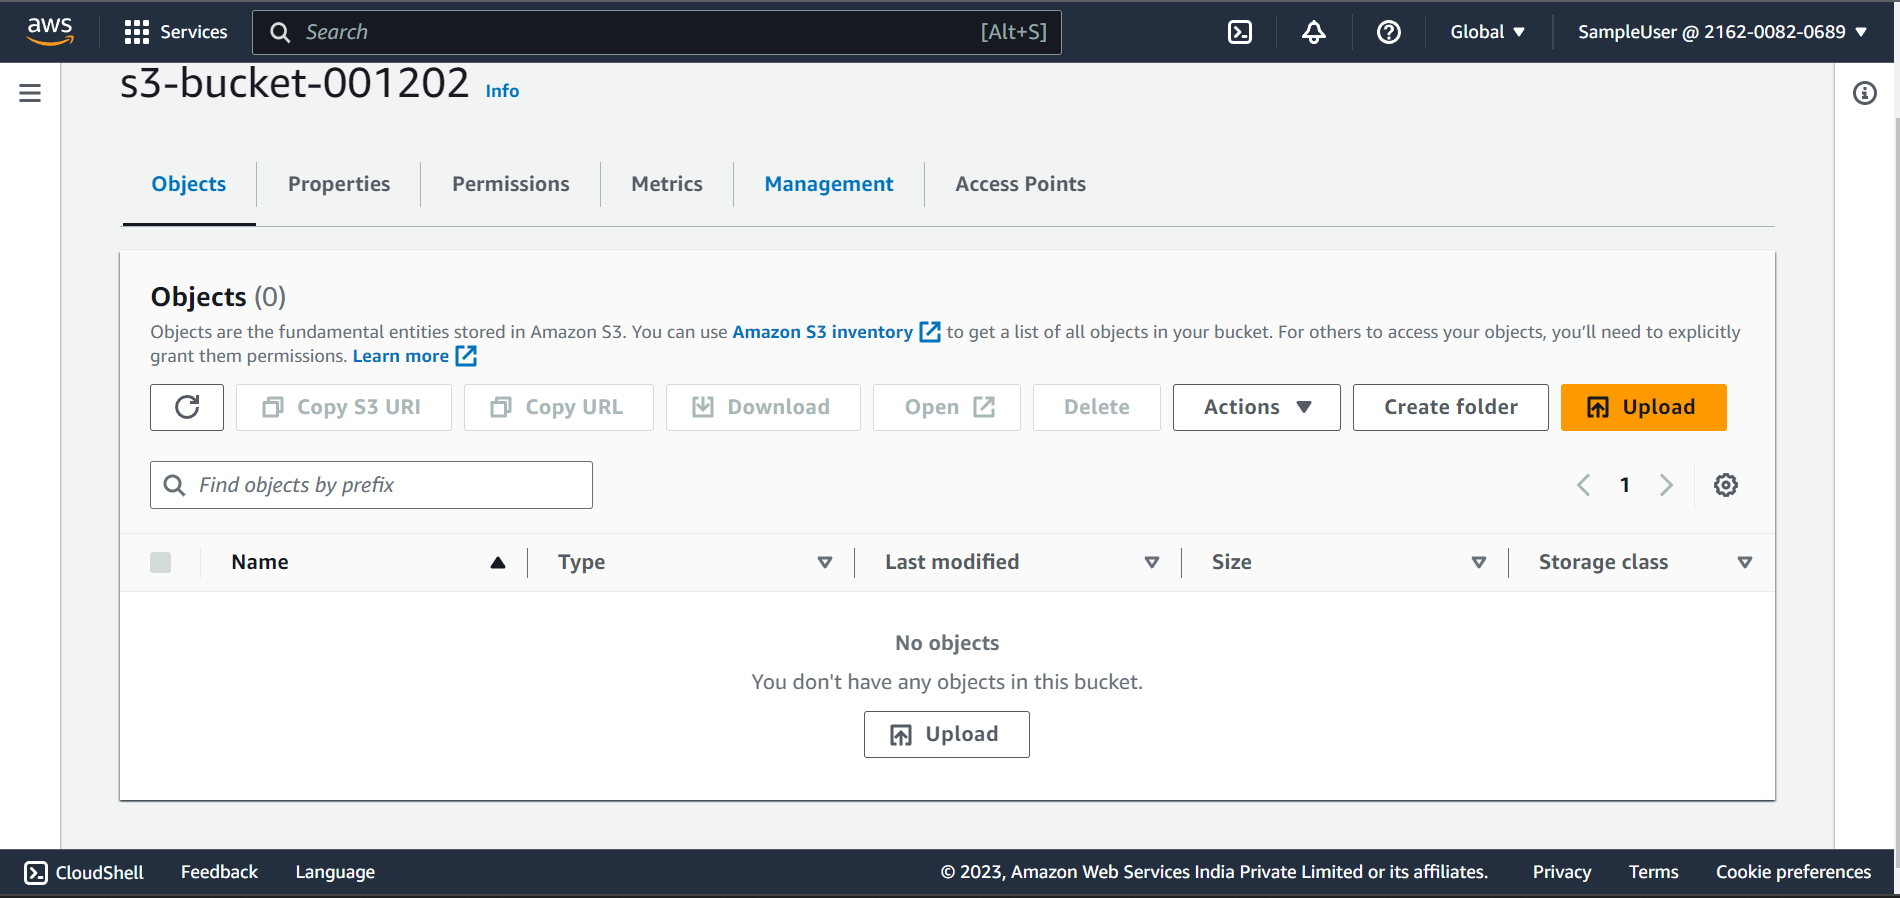 aws Services Search [Alt+S] Global SampleUser @ 2162-0082-0689
s3-bucket-001202 Info
Objects Properties Permissions Metrics Management Access Points
Objects (0)
Objects are the fundamental entities stored in Amazon S3. You can use Amazon S3 inventory to get a list of all objects in your bucket. For others to access your objects, you’ll need to explicitly
grant them permissions. Learn more
Copy S3 URI Copy URL Download Open Delete Actions Create folder Upload
Find objects by prefix 1
Name Type Last modified Size Storage class
No objects
You don't have any objects in this bucket.
Upload
CloudShell Feedback Language © 2023, Amazon Web Services India Private Limited or its affiliates. Privacy Terms Cookie preferences